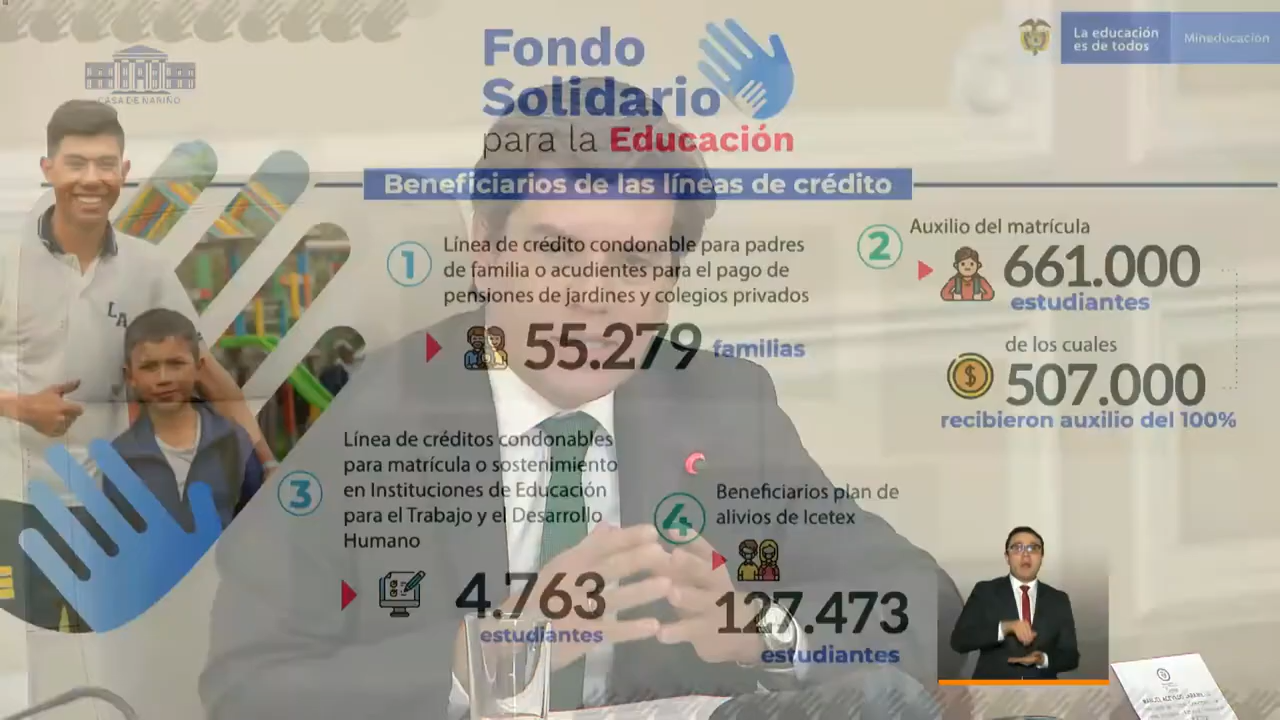 Fondo
Solidario
para la Educación
La educación
es de todos
Mineducación
CASA DE NARIÑO
Beneficiarios de las líneas de crédito
1
Línea de crédito condonable para padres
de familia o acudientes para el pago de
pensiones de jardines y colegios privados
55.279 familias
2
Auxilio del matrícula
661.000
estudiantes
de los cuales
507.000
recibieron auxilio del 100%
LA
3
Línea de créditos condonables
para matrícula o sostenimiento
en Instituciones de Educación
para el Trabajo y el Desarrollo
Humano
4.763
estudiantes
4
Beneficiarios plan de
alivios de Icetex
127.473
estudiantes